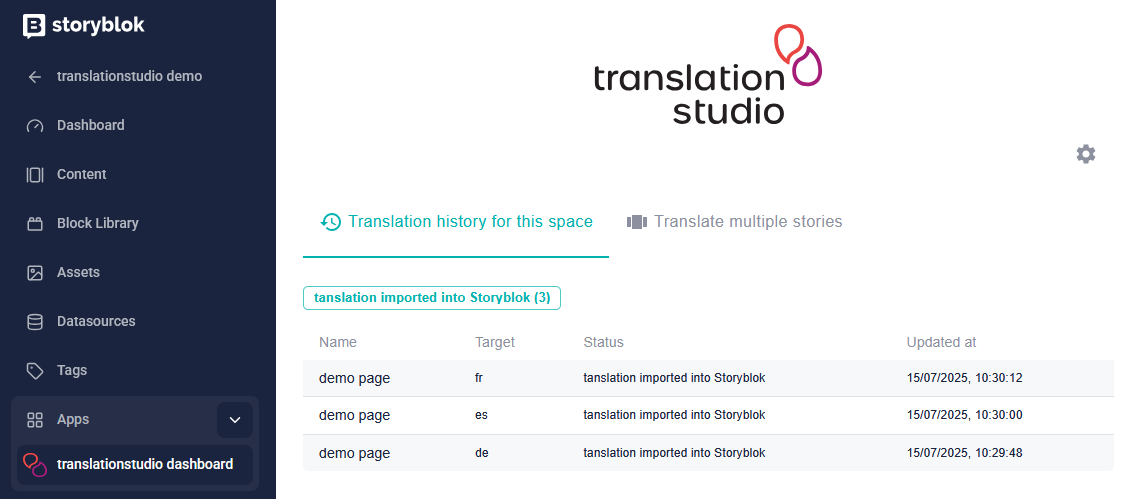 storyblok
translationstudio demo
Dashboard
Content
Block Library
Assets
Datasources
Tags
Apps
translationstudio dashboard
translation
studio
Translation history for this space
Translate multiple stories
tanslation imported into Storyblok (3)
Name Target Status Updated at
demo page fr tanslation imported into Storyblok 15/07/2025, 10:30:12
demo page es tanslation imported into Storyblok 15/07/2025, 10:30:00
demo page de tanslation imported into Storyblok 15/07/2025, 10:29:48